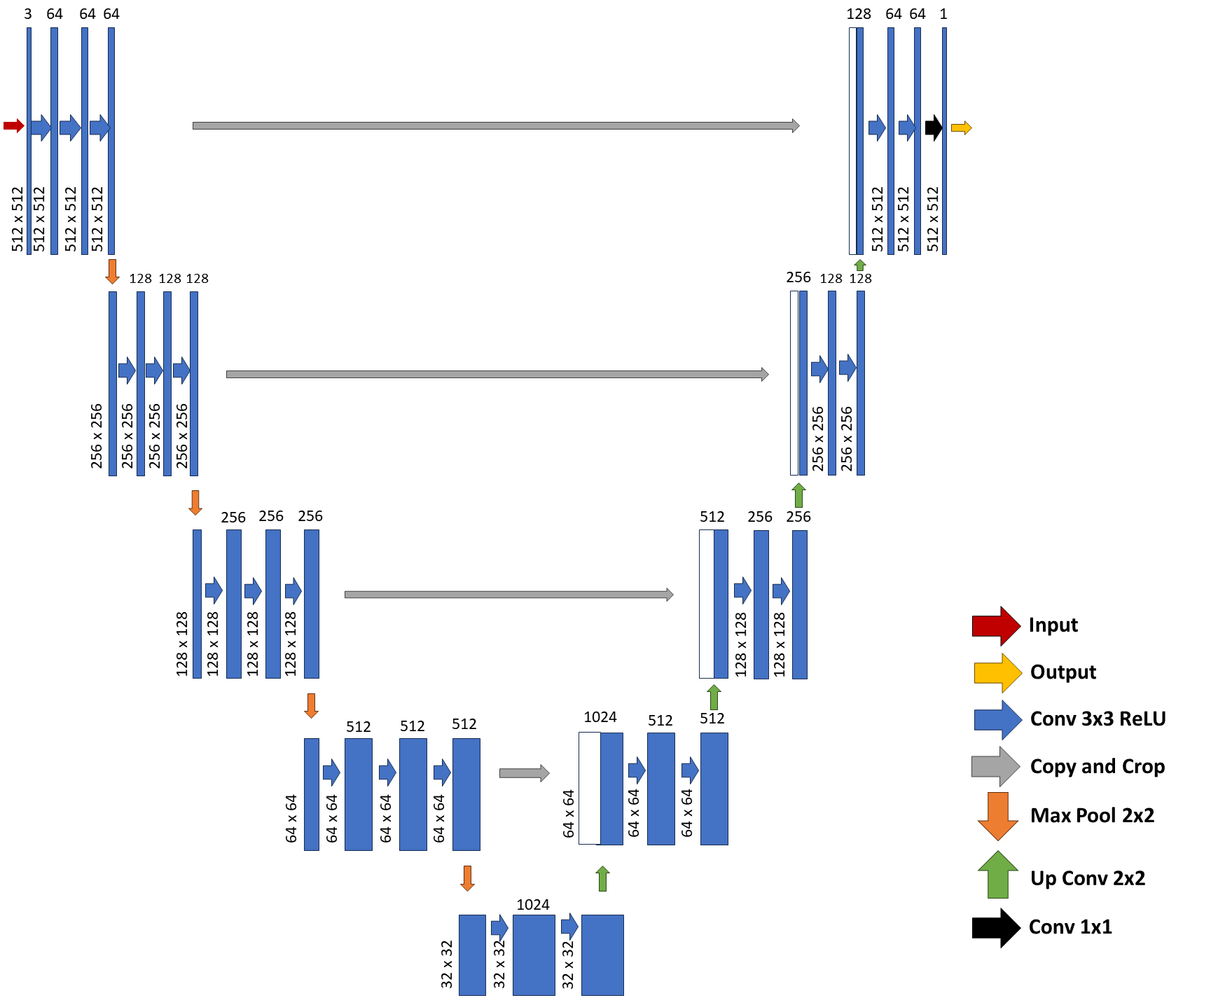 3 64 64 64
512 x 512
512 x 512
512 x 512
512 x 512
128 64 64 1
512 x 512
512 x 512
512 x 512
128 128 128
256 x 256
256 x 256
256 x 256
256 x 256
256 128 128
256 x 256
256 x 256
256 256 256
128 x 128
128 x 128
128 x 128
128 x 128
512 256 256
128 x 128
128 x 128
512 512 512
64 x 64
64 x 64
64 x 64
64 x 64
1024 512 512
64 x 64
64 x 64
64 x 64
1024
32 x 32
32 x 32
32 x 32
Input
Output
Conv 3x3 ReLU
Copy and Crop
Max Pool 2x2
Up Conv 2x2
Conv 1x1